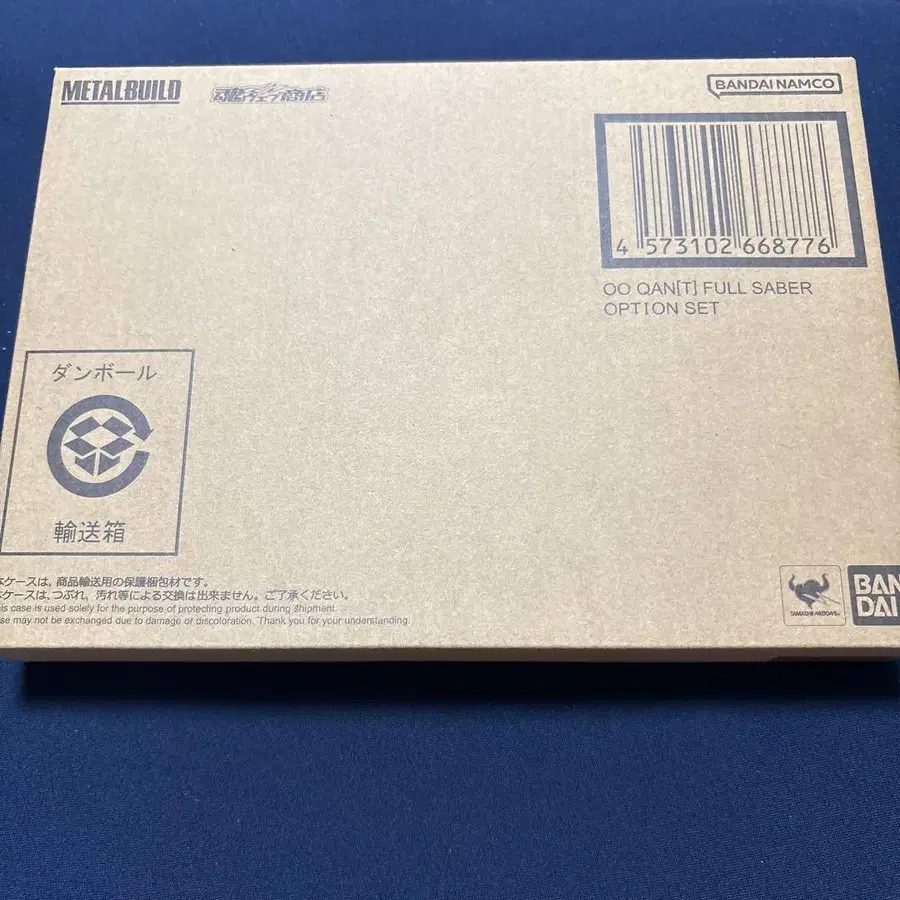 METALBUILD
魂ウェブ商店
BANDAI NAMCO
4 573102 668776
OO QAN[T] FULL SABER
OPTION SET
ダンボール
輸送箱
本ケースは、商品輸送用の保護梱包材です。
ケースは、つぶれ、汚れ等による交換は出来ません。ご了承ください。
his case is used solely for the purpose of protecting product during shipment.
se may not be exchanged due to damage or discoloration. Thank you for your understanding.
TAMASHII NATIONS
BAN
DAI